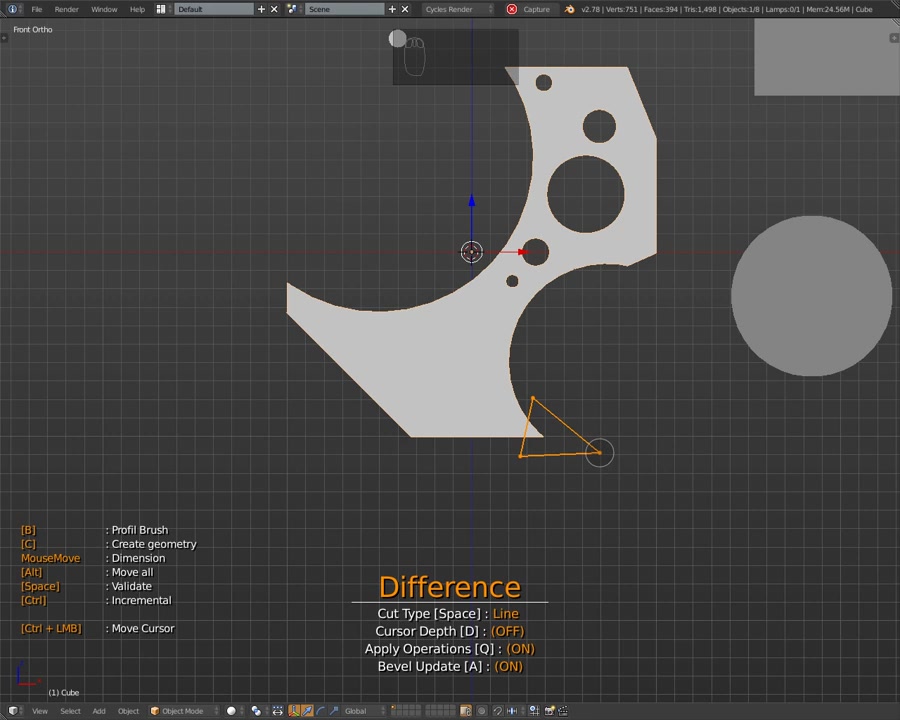 File Render Window Help Default Scene Cycles Render Capture v2.78 | Verts:751 | Faces:394 | Tris:1,498 | Objects:1/8 | Lamps:0/1 | Mem:24.56M | Cube
Front Ortho
[B] : Profil Brush
[C] : Create geometry
MouseMove : Dimension
[Alt] : Move all
[Space] : Validate
[Ctrl] : Incremental
[Ctrl + LMB] : Move Cursor
Difference
Cut Type [Space] : Line
Cursor Depth [D] : (OFF)
Apply Operations [Q] : (ON)
Bevel Update [A] : (ON)
(1) Cube
View Select Add Object Object Mode Global